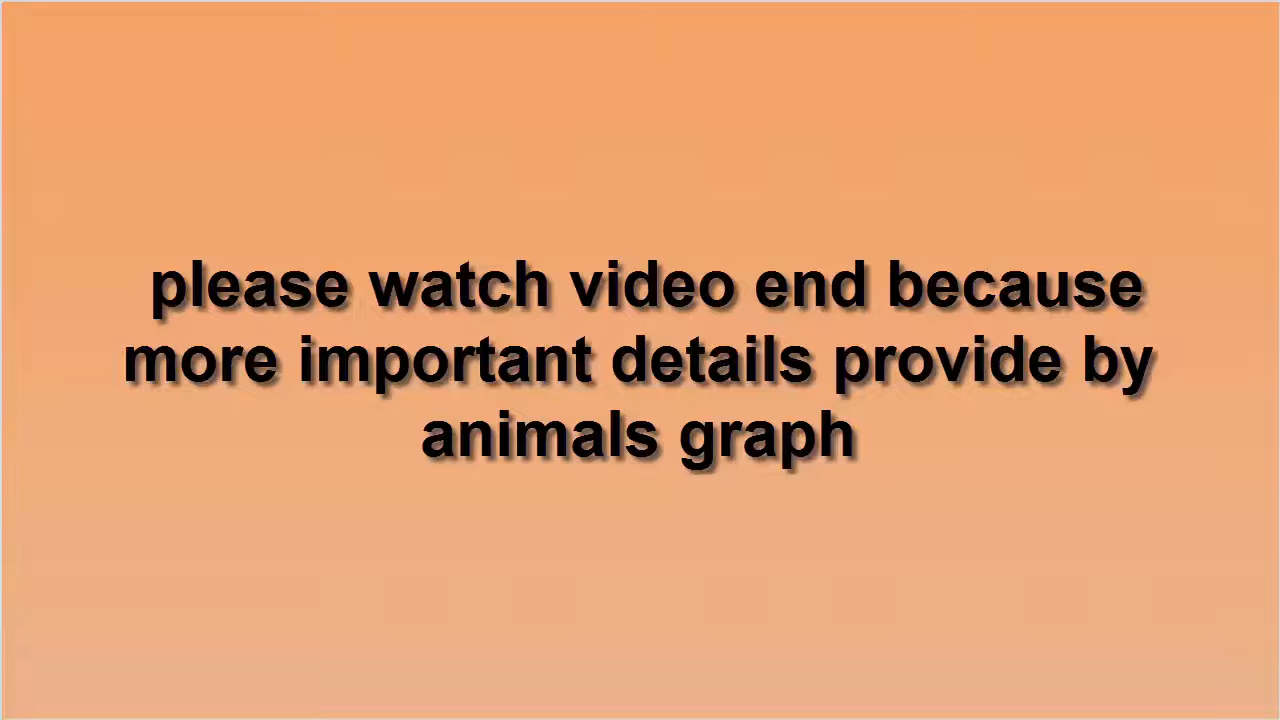 please watch video end because
more important details provide by
animals graph